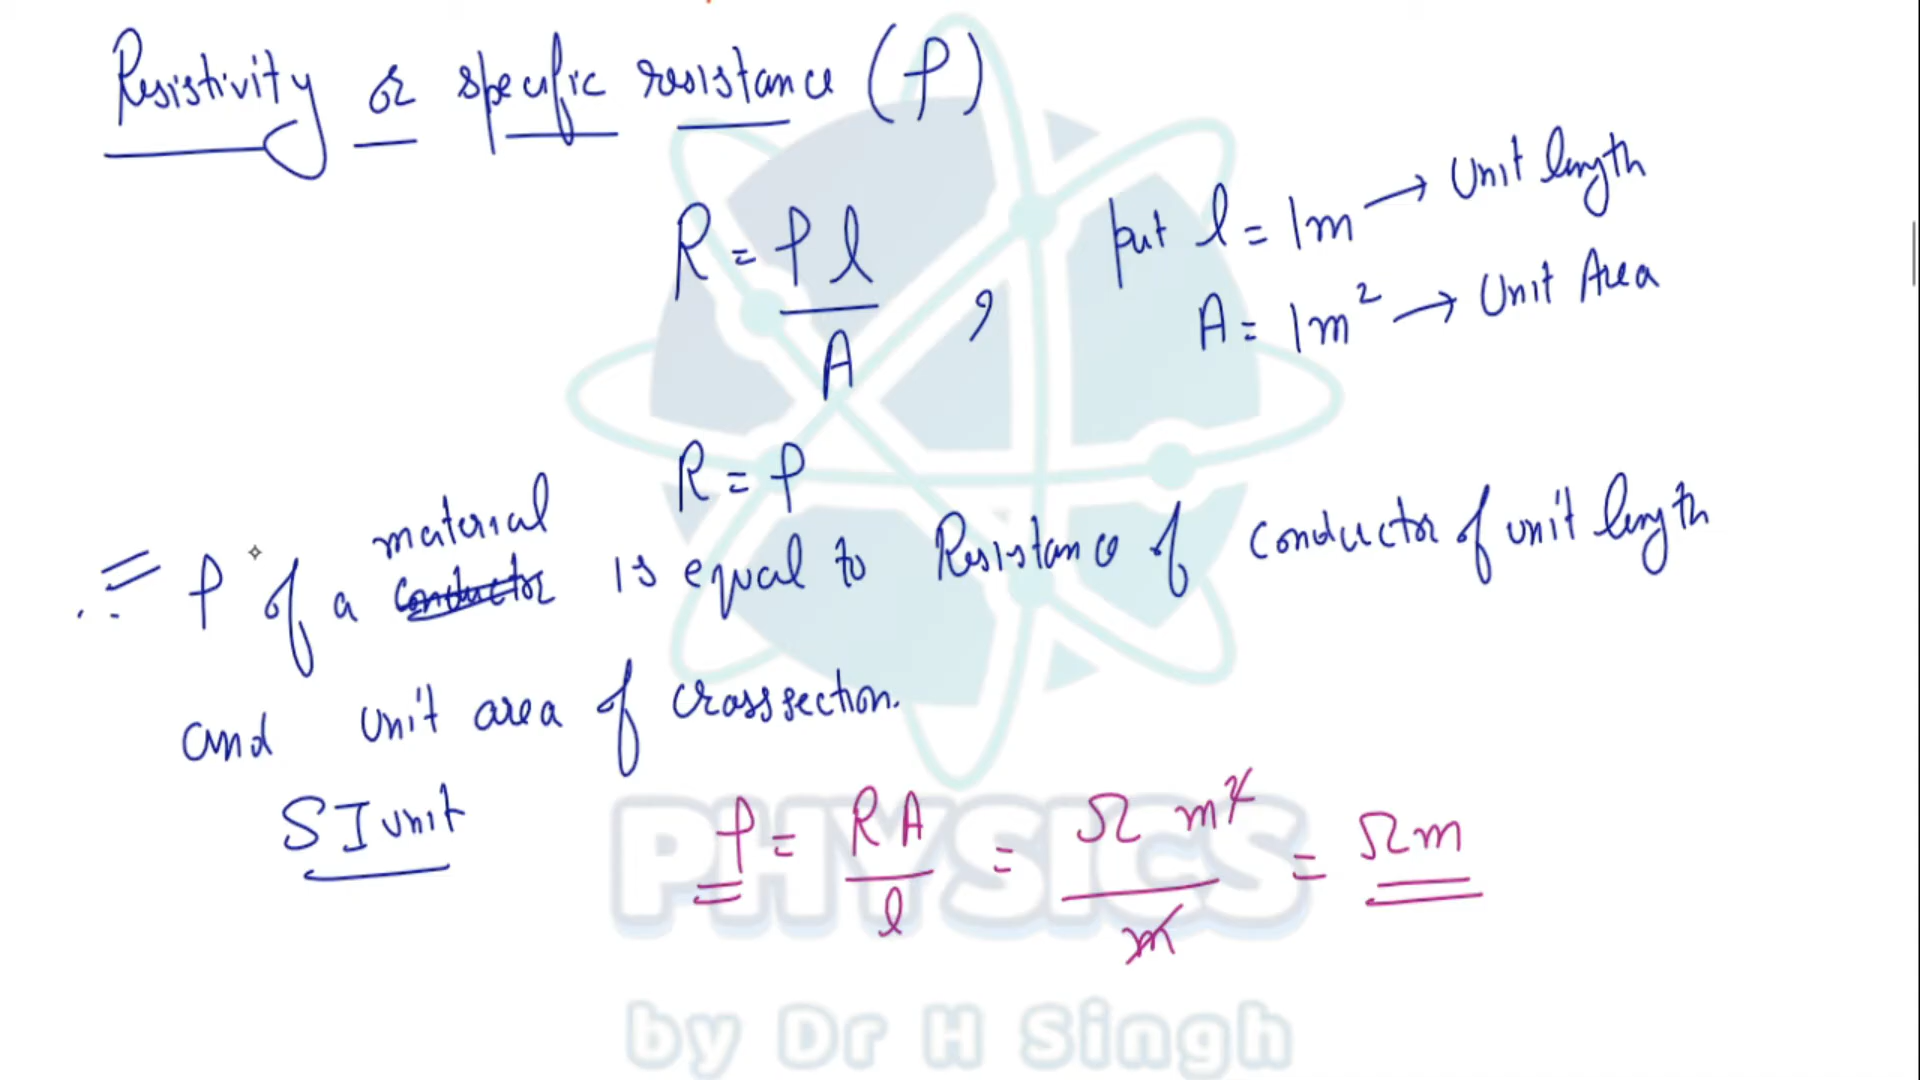 Resistivity or specific resistance (ρ)
R = ρl/A , put l = 1m → Unit length
A = 1m² → Unit Area
R = ρ
material
∴ ρ of a conductor is equal to Resistance of conductor of unit length
and unit area of crosssection.
SI unit ρ = RA/l = Ωm²/m = Ωm
PHYSICS
by Dr H Singh